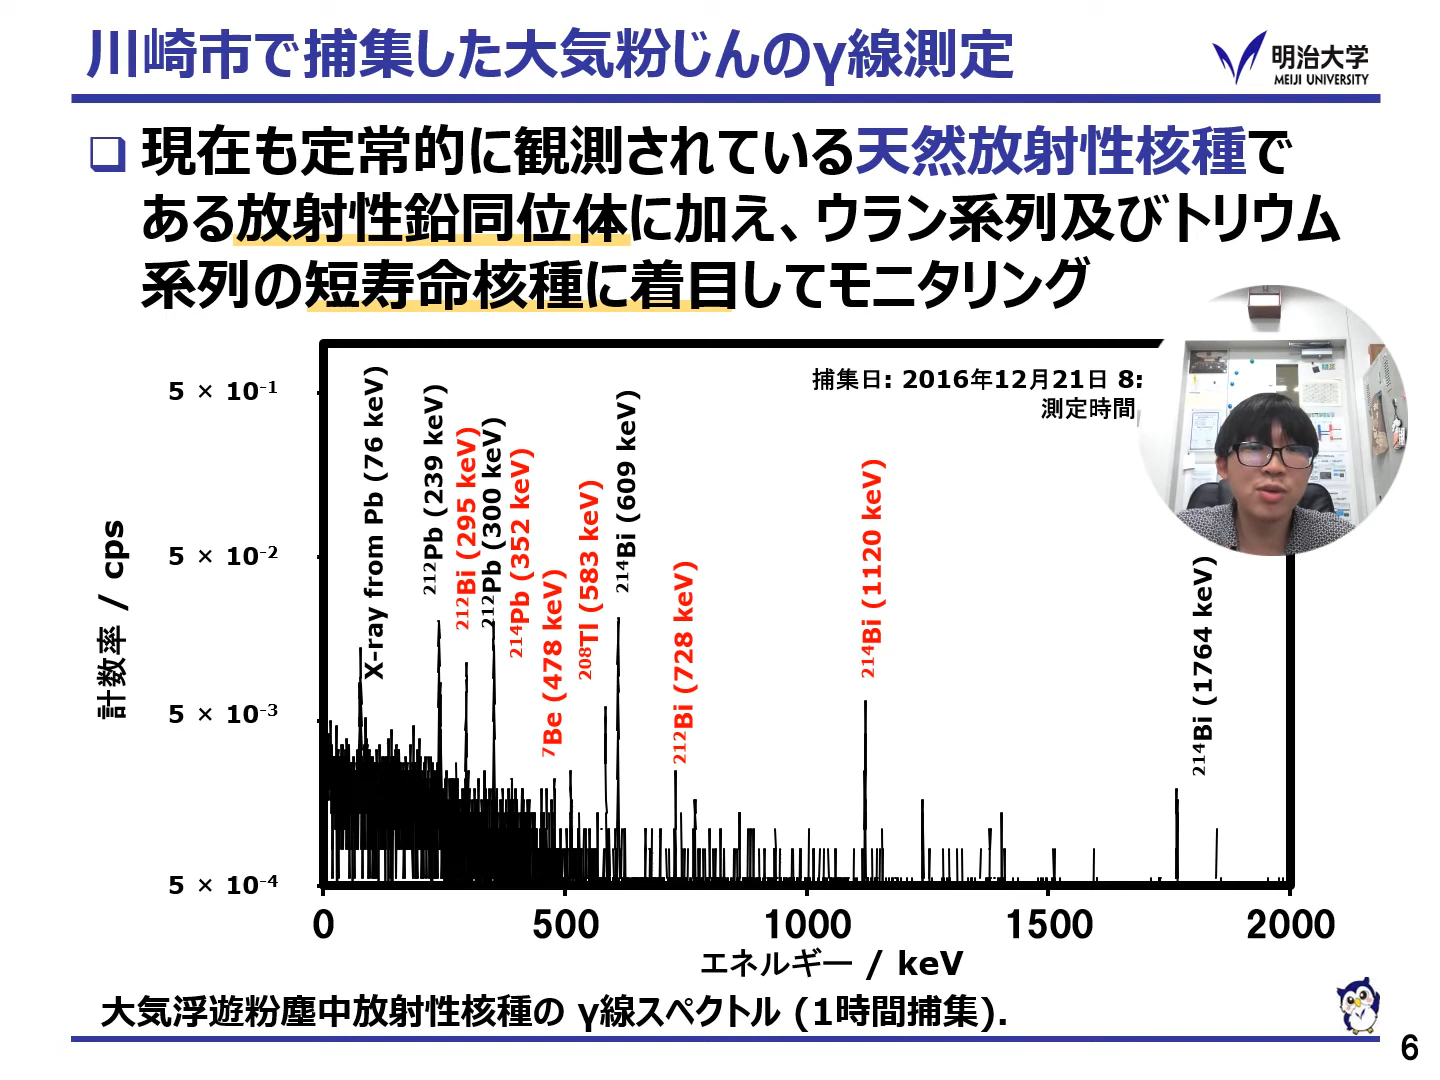 川崎市で捕集した大気粉じんのγ線測定
明治大学
MEIJI UNIVERSITY
現在も定常的に観測されている天然放射性核種で
ある放射性鉛同位体に加え、ウラン系列及びトリウム
系列の短寿命核種に着目してモニタリング
捕集日: 2016年12月21日 8:
測定時間
計数率 / cps
5 × 10⁻¹
5 × 10⁻²
5 × 10⁻³
5 × 10⁻⁴
X-ray from Pb (76 keV)
²¹²Pb (239 keV)
²¹²Bi (295 keV)
²¹²Pb (300 keV)
²¹⁴Pb (352 keV)
⁷Be (478 keV)
²⁰⁸Tl (583 keV)
²¹⁴Bi (609 keV)
²¹²Bi (728 keV)
²¹⁴Bi (1120 keV)
²¹⁴Bi (1764 keV)
0 500 1000 1500 2000
エネルギー / keV
大気浮遊粉塵中放射性核種の γ線スペクトル (1時間捕集).
6